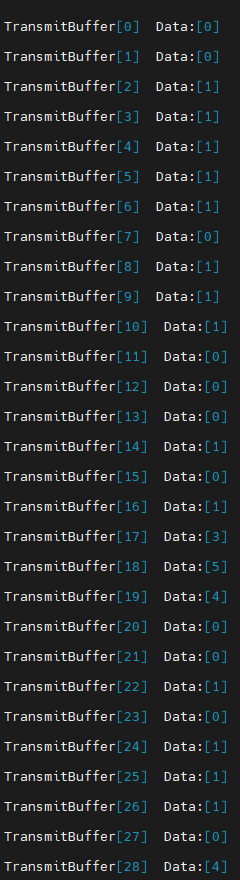 TransmitBuffer[0]  Data:[0]
TransmitBuffer[1]  Data:[0]
TransmitBuffer[2]  Data:[1]
TransmitBuffer[3]  Data:[1]
TransmitBuffer[4]  Data:[1]
TransmitBuffer[5]  Data:[1]
TransmitBuffer[6]  Data:[1]
TransmitBuffer[7]  Data:[0]
TransmitBuffer[8]  Data:[1]
TransmitBuffer[9]  Data:[1]
TransmitBuffer[10]  Data:[1]
TransmitBuffer[11]  Data:[0]
TransmitBuffer[12]  Data:[0]
TransmitBuffer[13]  Data:[0]
TransmitBuffer[14]  Data:[1]
TransmitBuffer[15]  Data:[0]
TransmitBuffer[16]  Data:[1]
TransmitBuffer[17]  Data:[3]
TransmitBuffer[18]  Data:[5]
TransmitBuffer[19]  Data:[4]
TransmitBuffer[20]  Data:[0]
TransmitBuffer[21]  Data:[0]
TransmitBuffer[22]  Data:[1]
TransmitBuffer[23]  Data:[0]
TransmitBuffer[24]  Data:[1]
TransmitBuffer[25]  Data:[1]
TransmitBuffer[26]  Data:[1]
TransmitBuffer[27]  Data:[0]
TransmitBuffer[28]  Data:[4]